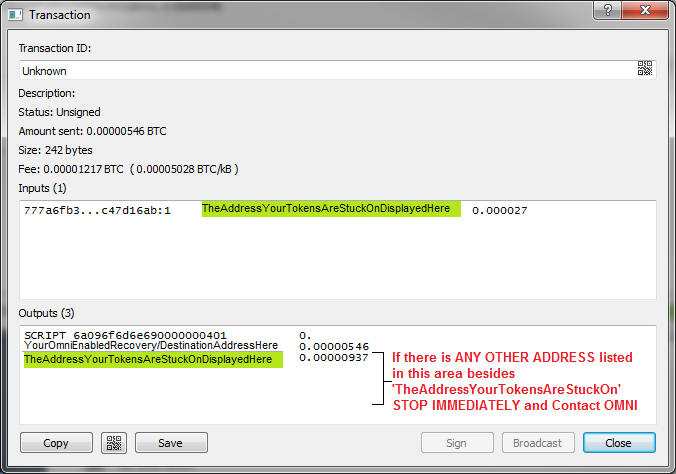 Transaction
Transaction ID:
Unknown
Description:
Status: Unsigned
Amount sent: 0.00000546 BTC
Size: 242 bytes
Fee: 0.00001217 BTC ( 0.00005028 BTC/kB )
Inputs (1)
777a6fb3...c47d16ab:1 TheAddressYourTokensAreStuckOnDisplayedHere 0.000027
Outputs (3)
SCRIPT 6a096f6d6e690000000401 0.
YourOmniEnabledRecovery/DestinationAddressHere 0.00000546
TheAddressYourTokensAreStuckOnDisplayedHere 0.00000937
If there is ANY OTHER ADDRESS listed
in this area besides
'TheAddressYourTokensAreStuckOn'
STOP IMMEDIATELY and Contact OMNI
Copy Save Sign Broadcast Close